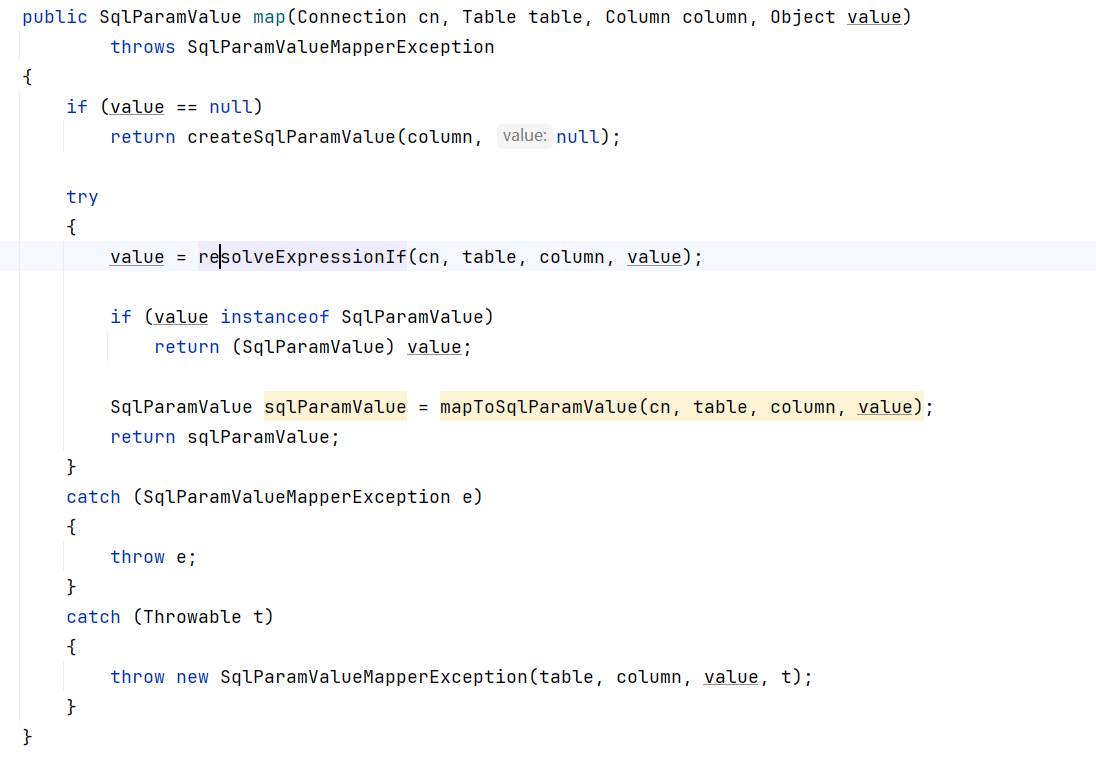 public SqlParamValue map(Connection cn, Table table, Column column, Object value)
        throws SqlParamValueMapperException
{
    if (value == null)
        return createSqlParamValue(column, value: null);

    try
    {
        value = resolveExpressionIf(cn, table, column, value);

        if (value instanceof SqlParamValue)
            return (SqlParamValue) value;

        SqlParamValue sqlParamValue = mapToSqlParamValue(cn, table, column, value);
        return sqlParamValue;
    }
    catch (SqlParamValueMapperException e)
    {
        throw e;
    }
    catch (Throwable t)
    {
        throw new SqlParamValueMapperException(table, column, value, t);
    }
}